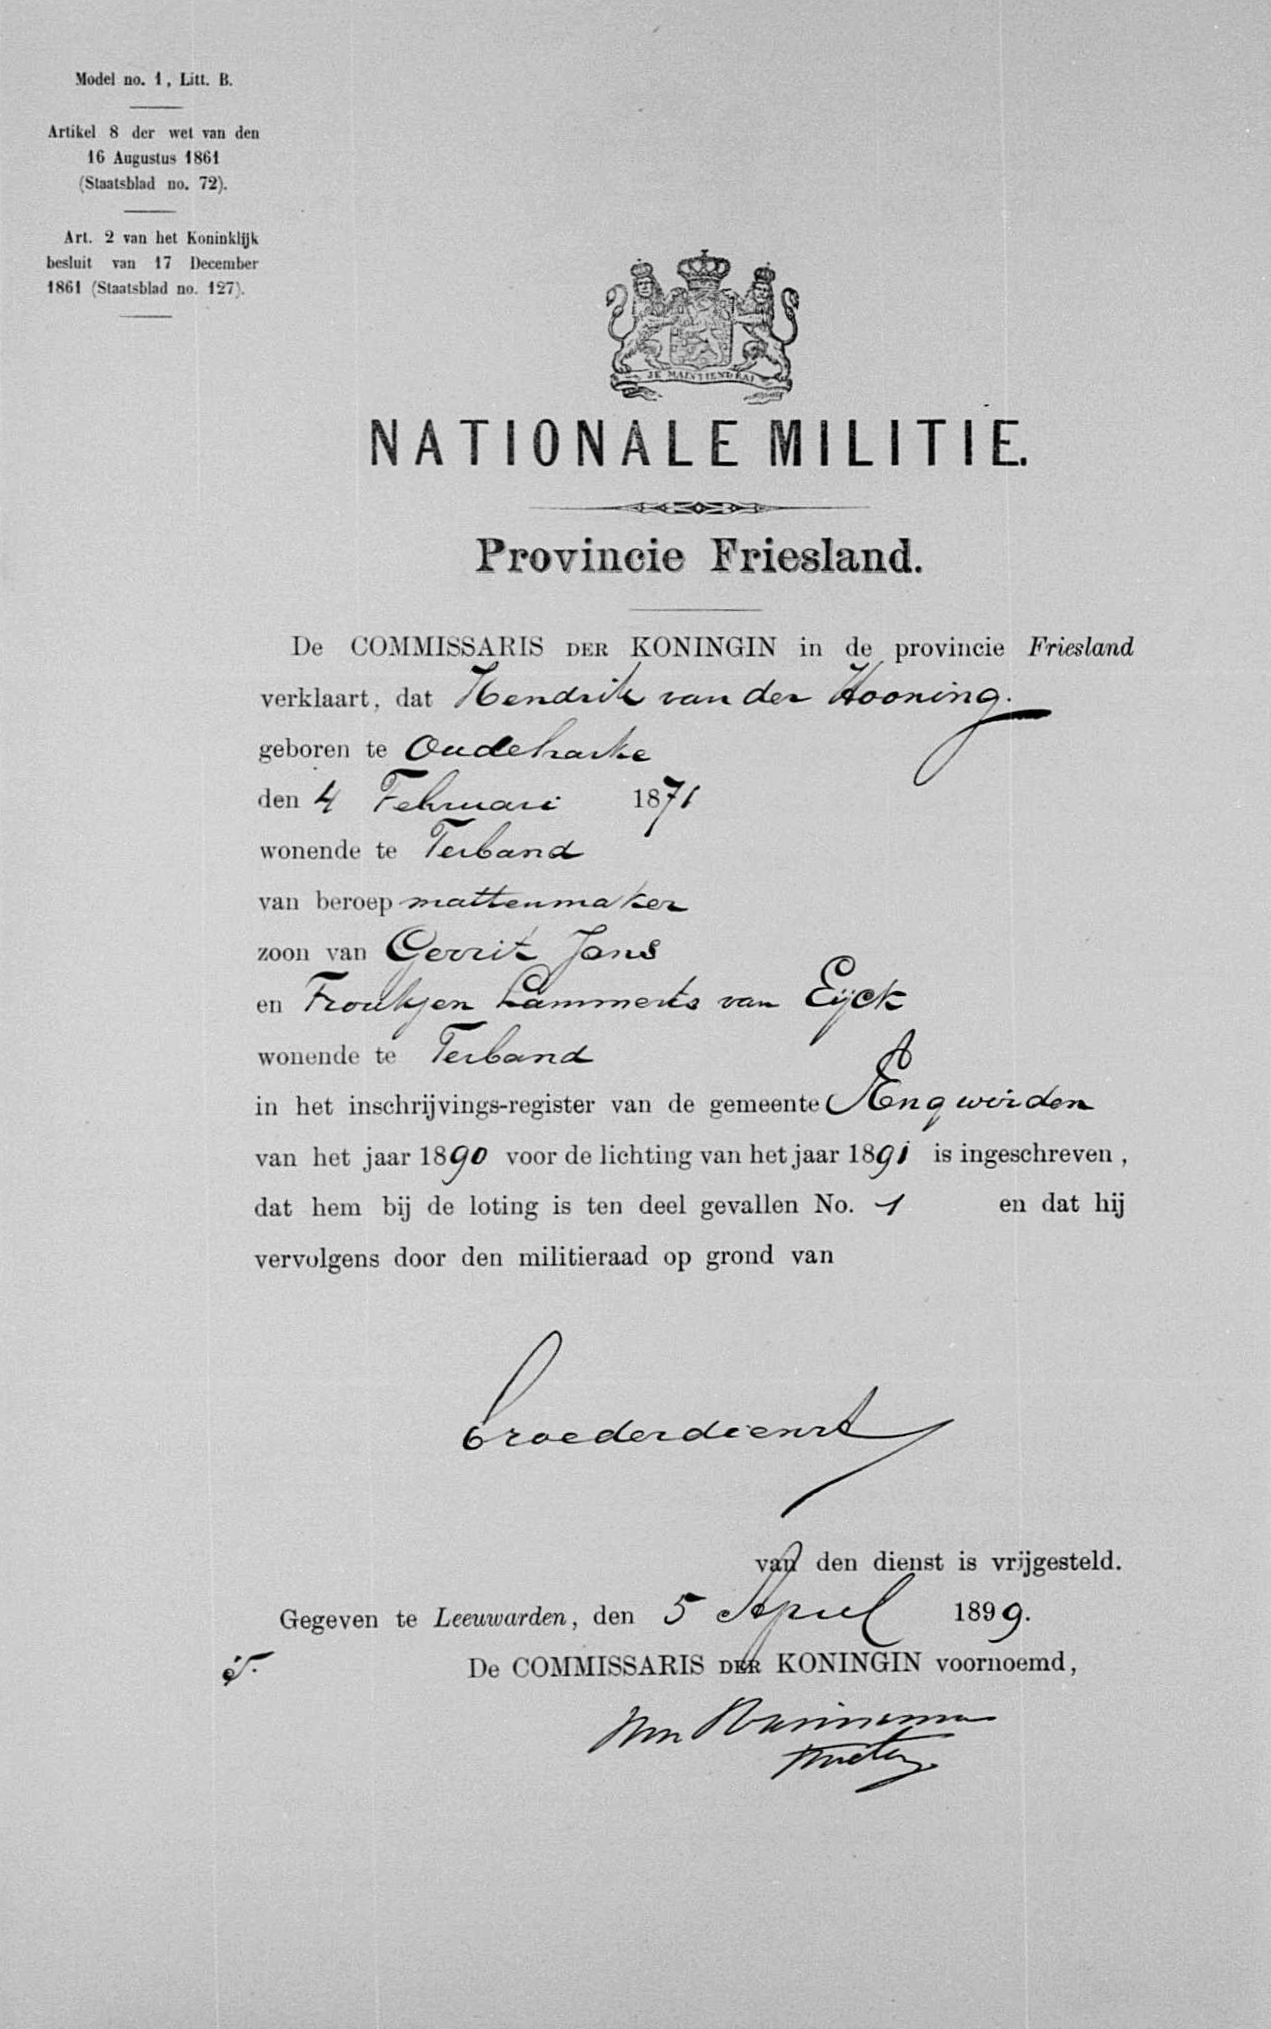 Model no. 1, Litt. B.
Artikel 8 der wet van den
16 Augustus 1861
(Staatsblad no. 72).
Art. 2 van het Koninklijk
besluit van 17 December
1861 (Staatsblad no. 127).
JE MAINTIENDRAI
NATIONALE MILITIE.
Provincie Friesland.
De COMMISSARIS DER KONINGIN in de provincie Friesland
verklaart, dat Hendrik van der Hooning.
geboren te Oudeharke
den 4 Februari 1871
wonende te Terband
van beroep mattenmaker
zoon van Gerrit Jans
en Froukjen Lammerts van Eijck
wonende te Terband
in het inschrijvings-register van de gemeente Engwirden
van het jaar 1890 voor de lichting van het jaar 1891 is ingeschreven,
dat hem bij de loting is ten deel gevallen No. 1 en dat hij
vervolgens door den militieraad op grond van
broederdienst
van den dienst is vrijgesteld.
Gegeven te Leeuwarden, den 5 April 1899.
De COMMISSARIS DER KONINGIN voornoemd,